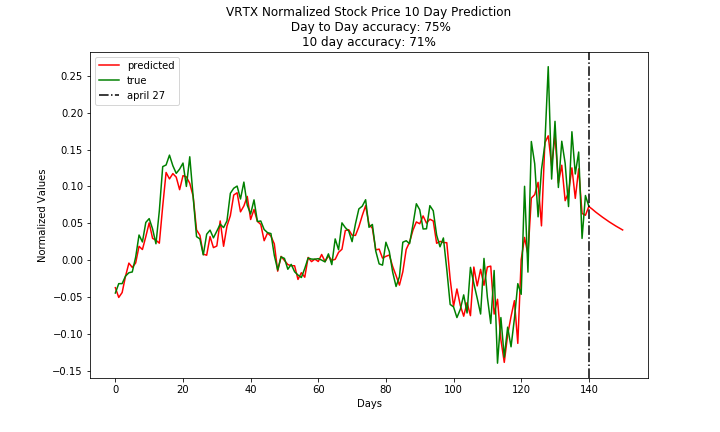 VRTX Normalized Stock Price 10 Day Prediction
Day to Day accuracy: 75%
10 day accuracy: 71%
predicted
true
april 27
0.25
0.20
0.15
0.10
0.05
0.00
−0.05
−0.10
−0.15
Normalized Values
0 20 40 60 80 100 120 140
Days